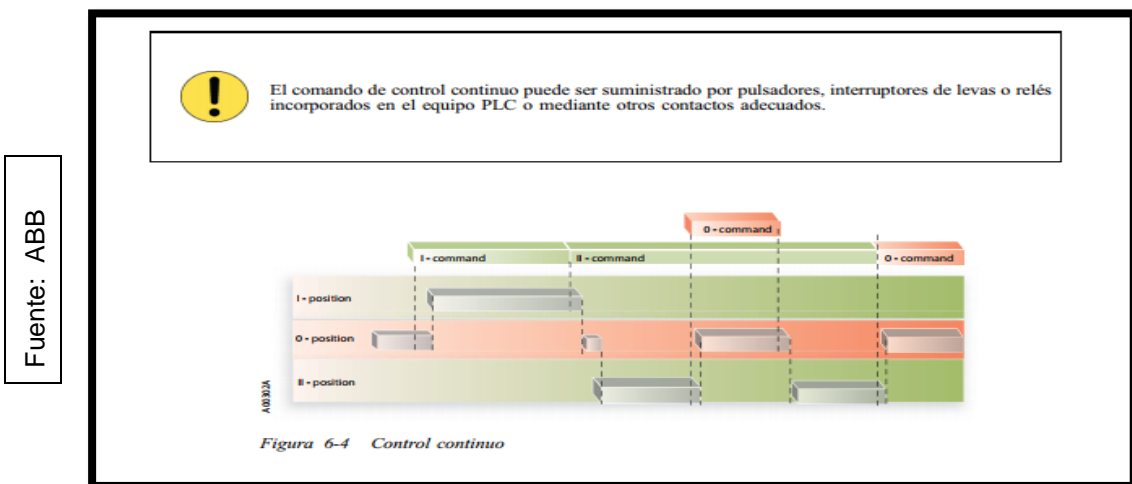 El comando de control continuo puede ser suministrado por pulsadores, interruptores de levas o relés
incorporados en el equipo PLC o mediante otros contactos adecuados.
Fuente: ABB
0 - command
I - command
II - command
0 - command
I - position
0 - position
II - position
A00302A
Figura 6-4 Control continuo